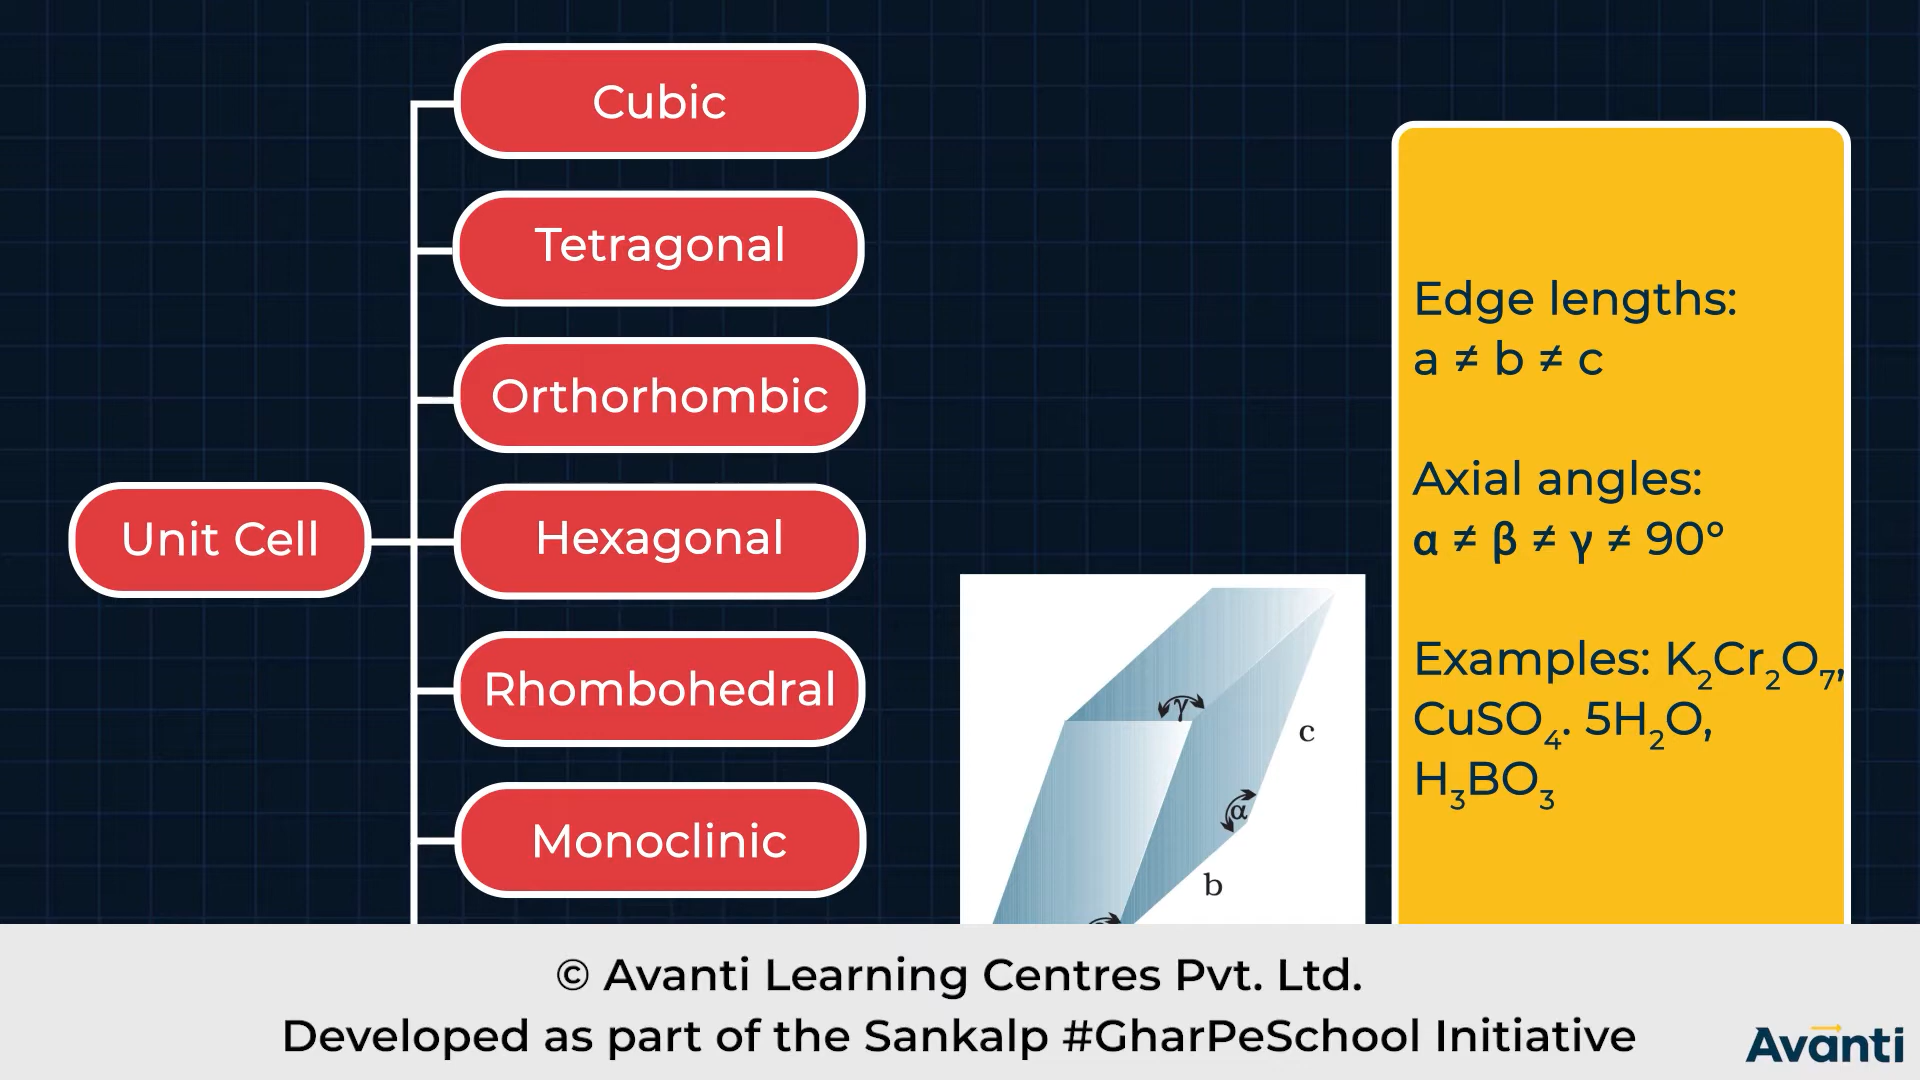 Cubic
Tetragonal
Orthorhombic
Unit Cell
Hexagonal
Rhombohedral
Monoclinic
γ
c
α
b
Edge lengths:
a ≠ b ≠ c
Axial angles:
α ≠ β ≠ γ ≠ 90°
Examples: K₂Cr₂O₇,
CuSO₄. 5H₂O,
H₃BO₃
© Avanti Learning Centres Pvt. Ltd.
Developed as part of the Sankalp #GharPeSchool Initiative
Avanti